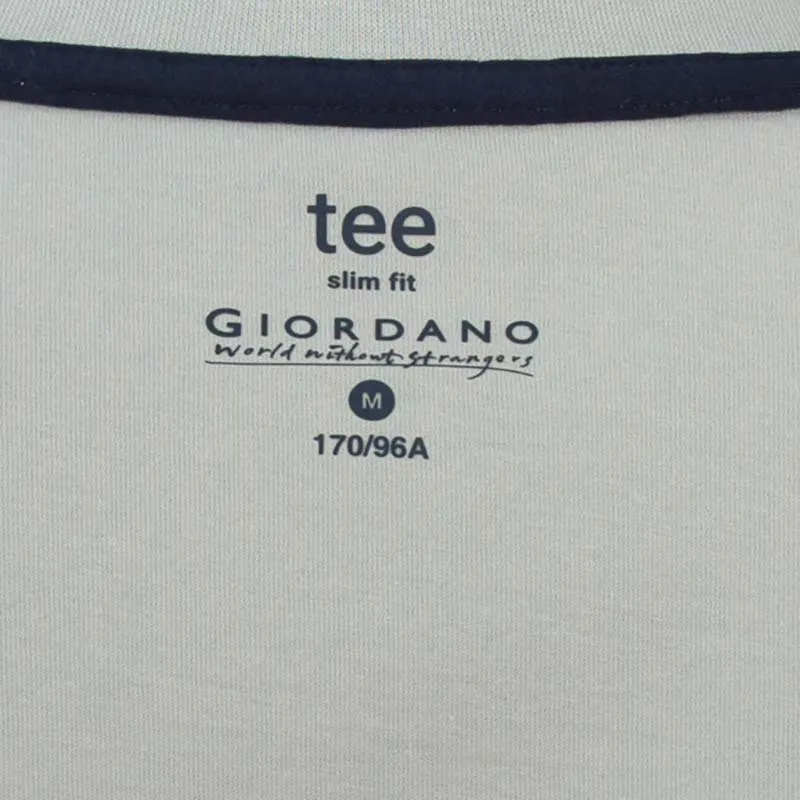 tee
slim fit
GIORDANO
World without strangers
M
170/96A